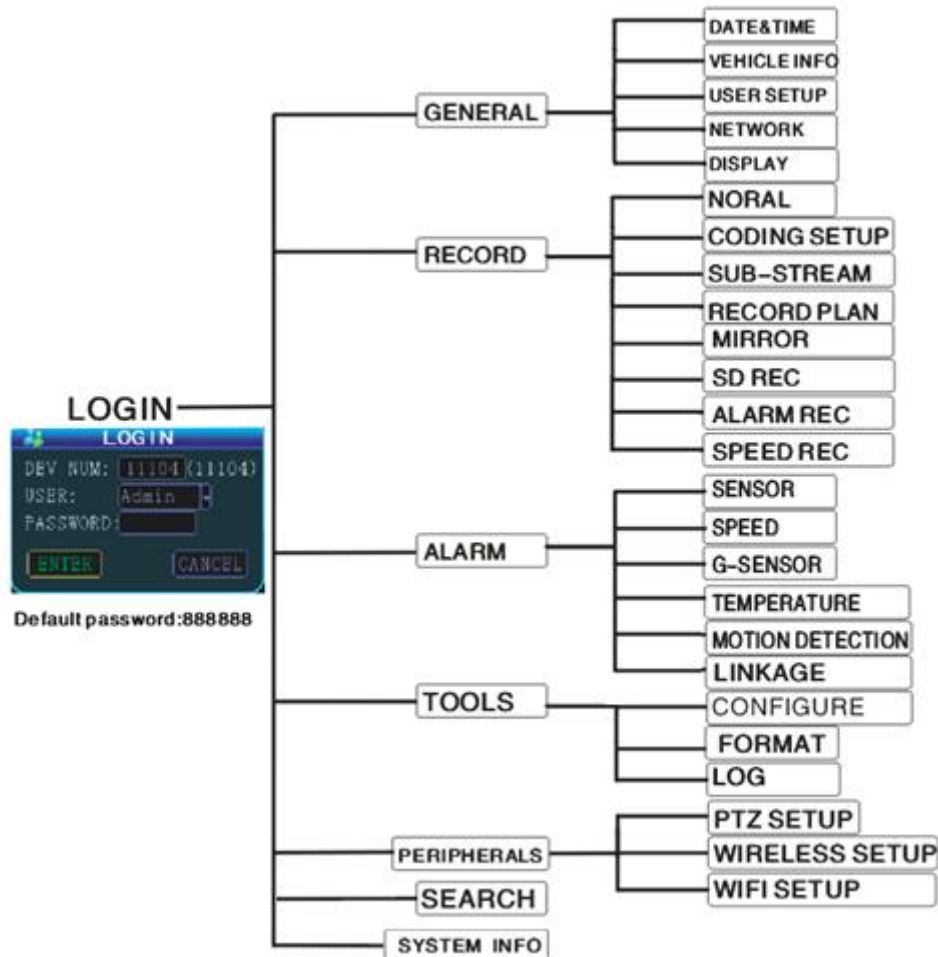 LOGIN
LOGIN
DEV NUM: 11104 (11104)
USER: Admin
PASSWORD:
ENTER CANCEL
Default password:888888
GENERAL
DATE&TIME
VEHICLE INFO
USER SETUP
NETWORK
DISPLAY
RECORD
NORAL
CODING SETUP
SUB-STREAM
RECORD PLAN
MIRROR
SD REC
ALARM REC
SPEED REC
ALARM
SENSOR
SPEED
G-SENSOR
TEMPERATURE
MOTION DETECTION
LINKAGE
TOOLS
CONFIGURE
FORMAT
LOG
PERIPHERALS
PTZ SETUP
WIRELESS SETUP
WIFI SETUP
SEARCH
SYSTEM INFO